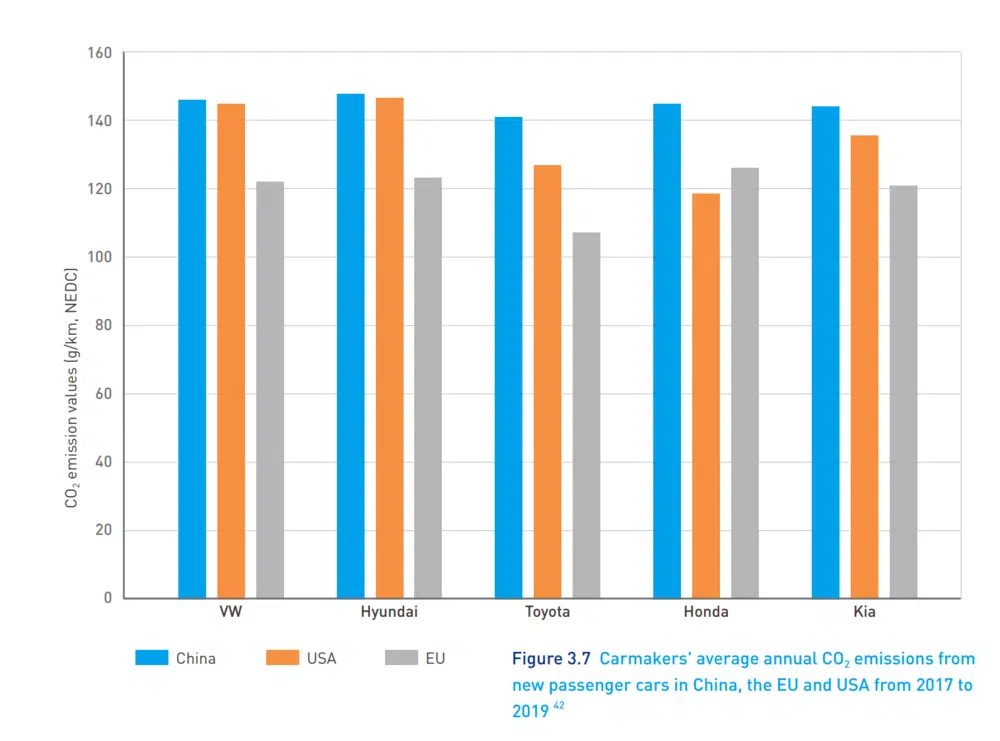 160
140
120
100
80
60
40
20
0
CO₂ emission values (g/km, NEDC)
VW Hyundai Toyota Honda Kia
China USA EU
Figure 3.7 Carmakers' average annual CO₂ emissions from
new passenger cars in China, the EU and USA from 2017 to
2019 ⁴²